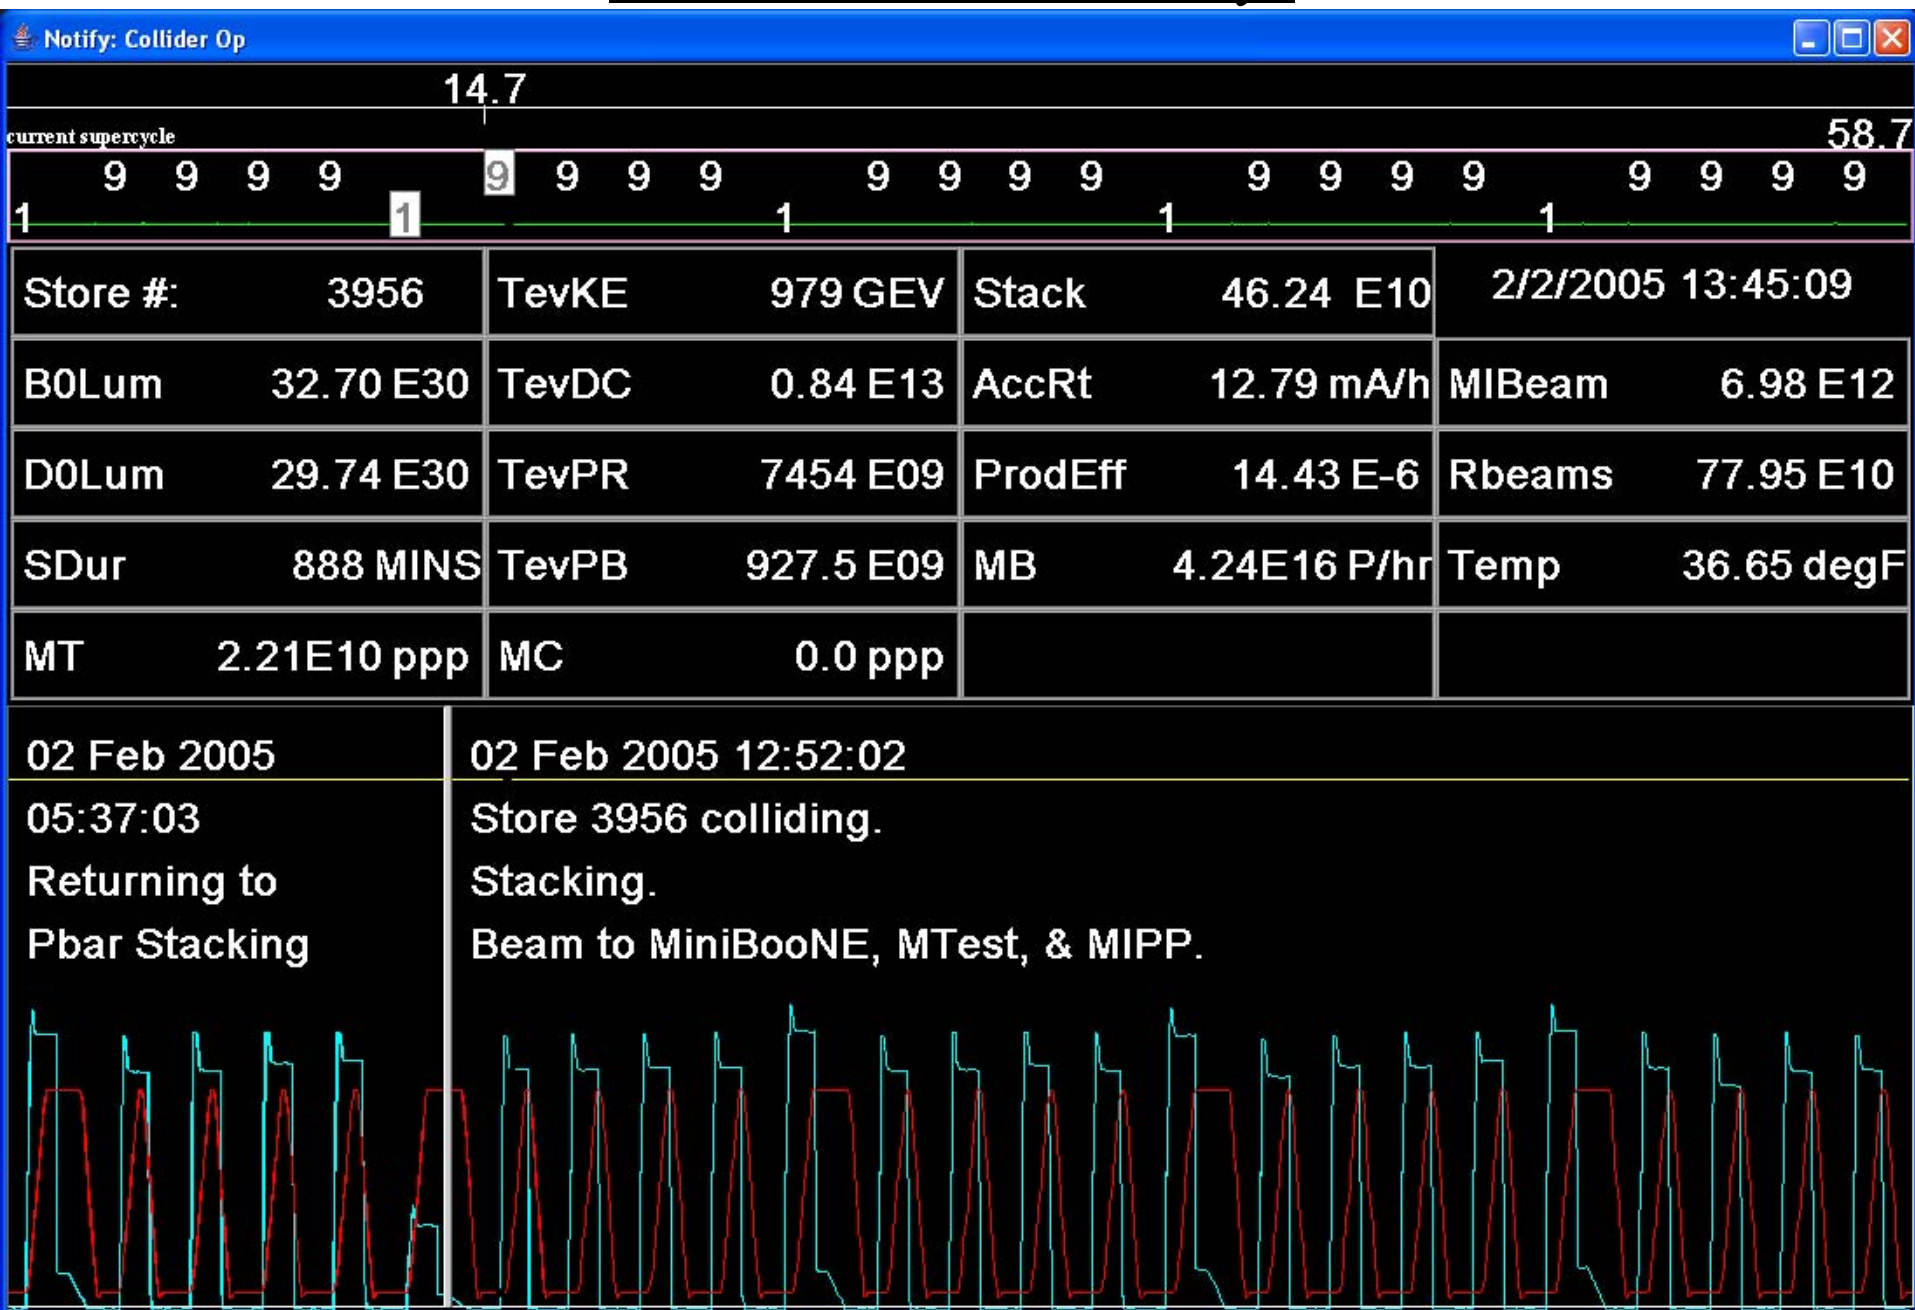 Notify: Collider Op
14.7
current supercycle
58.7
9 9 9 9 9 9 9 9 9 9 9 9 9 9 9 9 9 9 9 9
1 1 1 1 1
Store #: 3956 TevKE 979 GEV Stack 46.24 E10 2/2/2005 13:45:09
B0Lum 32.70 E30 TevDC 0.84 E13 AccRt 12.79 mA/h MIBeam 6.98 E12
D0Lum 29.74 E30 TevPR 7454 E09 ProdEff 14.43 E-6 Rbeams 77.95 E10
SDur 888 MINS TevPB 927.5 E09 MB 4.24E16 P/hr Temp 36.65 degF
MT 2.21E10 ppp MC 0.0 ppp
02 Feb 2005
05:37:03
Returning to
Pbar Stacking
02 Feb 2005 12:52:02
Store 3956 colliding.
Stacking.
Beam to MiniBooNE, MTest, & MIPP.